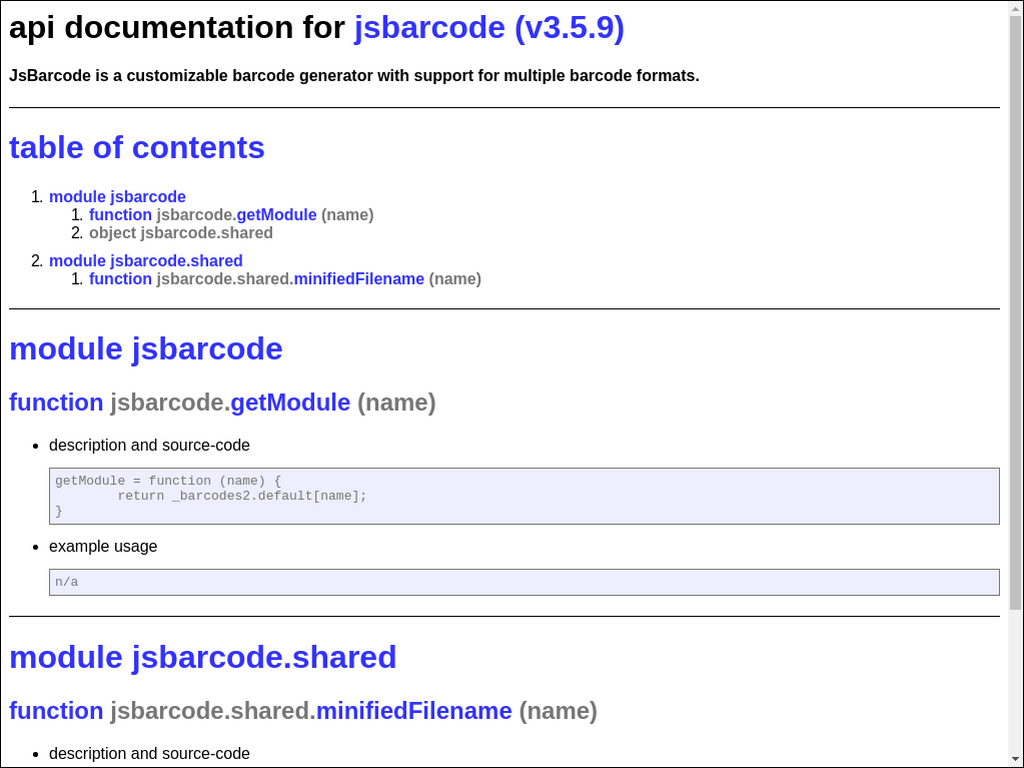 api documentation for jsbarcode (v3.5.9)
JsBarcode is a customizable barcode generator with support for multiple barcode formats.
table of contents
1. module jsbarcode
1. function jsbarcode.getModule (name)
2. object jsbarcode.shared
2. module jsbarcode.shared
1. function jsbarcode.shared.minifiedFilename (name)
module jsbarcode
function jsbarcode.getModule (name)
• description and source-code
getModule = function (name) {
        return _barcodes2.default[name];
}
• example usage
n/a
module jsbarcode.shared
function jsbarcode.shared.minifiedFilename (name)
• description and source-code